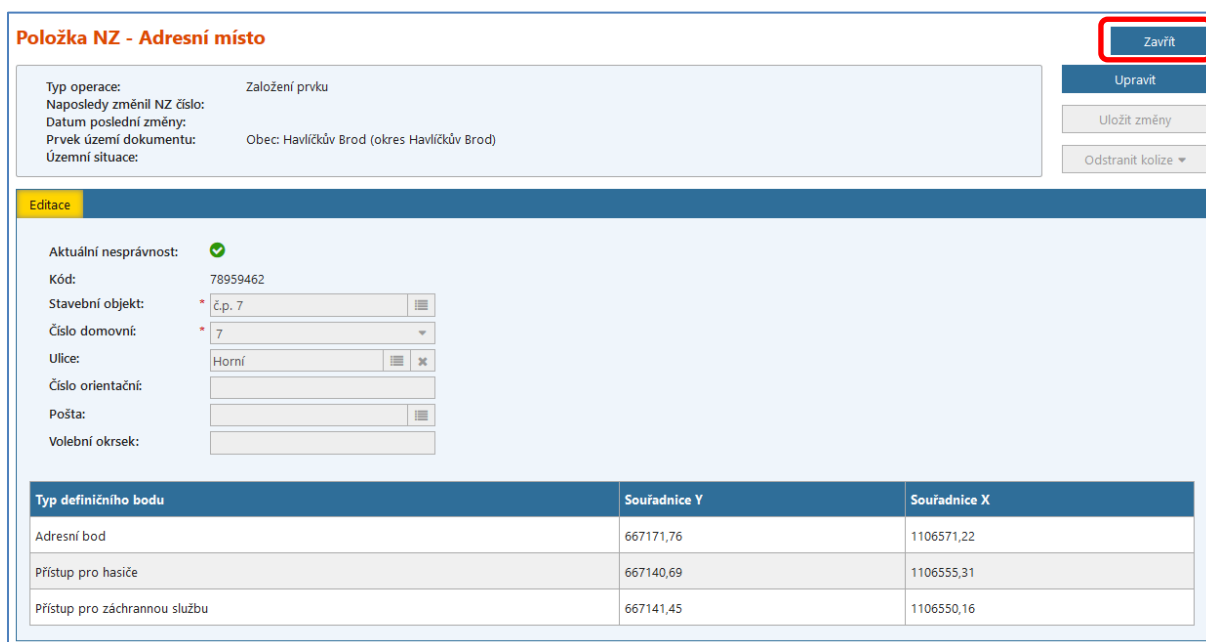 Položka NZ - Adresní místo
Zavřít
Upravit
Uložit změny
Odstranit kolize
Typ operace: Založení prvku
Naposledy změnil NZ číslo:
Datum poslední změny:
Prvek území dokumentu: Obec: Havlíčkův Brod (okres Havlíčkův Brod)
Územní situace:
Editace
Aktuální nesprávnost:
Kód: 78959462
Stavební objekt: * č.p. 7
Číslo domovní: * 7
Ulice: Horní
Číslo orientační:
Pošta:
Volební okrsek:
Typ definičního bodu Souřadnice Y Souřadnice X
Adresní bod 667171,76 1106571,22
Přístup pro hasiče 667140,69 1106555,31
Přístup pro záchrannou službu 667141,45 1106550,16